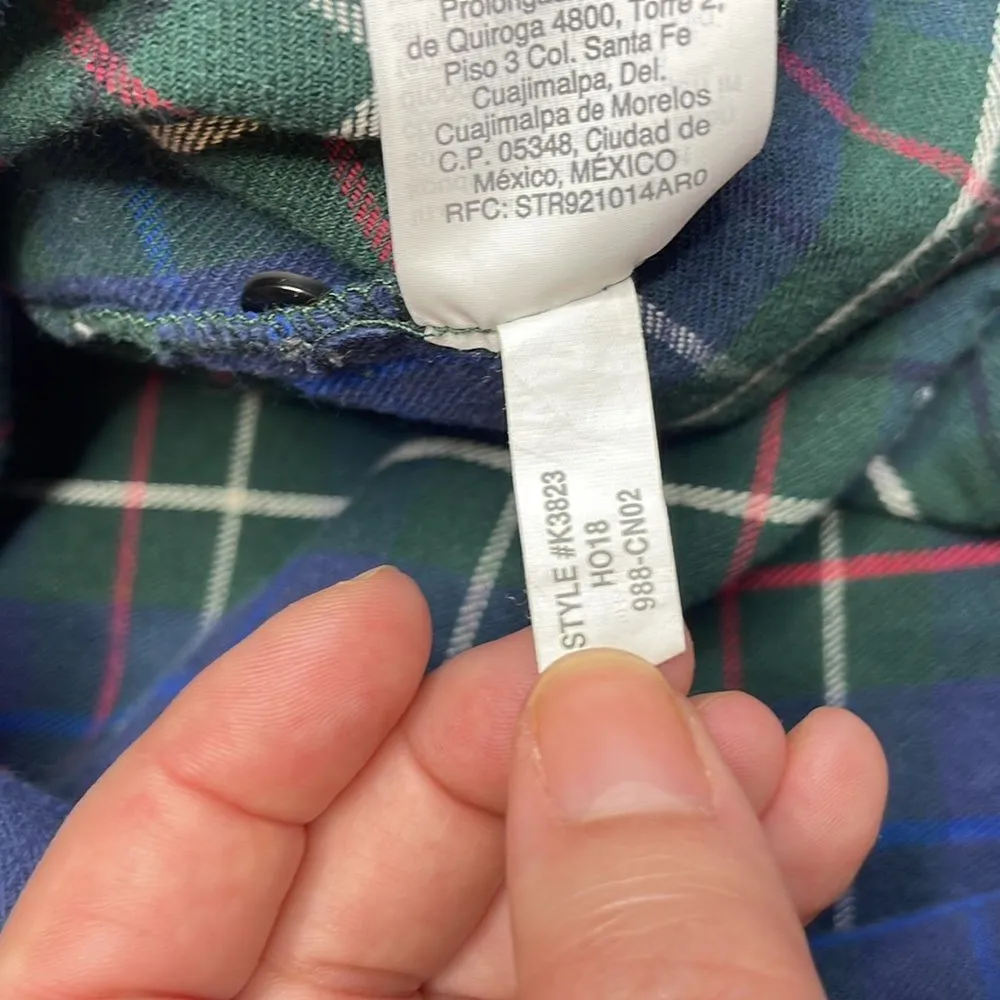 de Quiroga 4800, Torre 2,
Piso 3 Col. Santa Fe
Cuajimalpa, Del.
Cuajimalpa de Morelos
C.P. 05348, Ciudad de
México, MÉXICO
RFC: STR921014AR0
STYLE #K3823
HO18
988-CN02